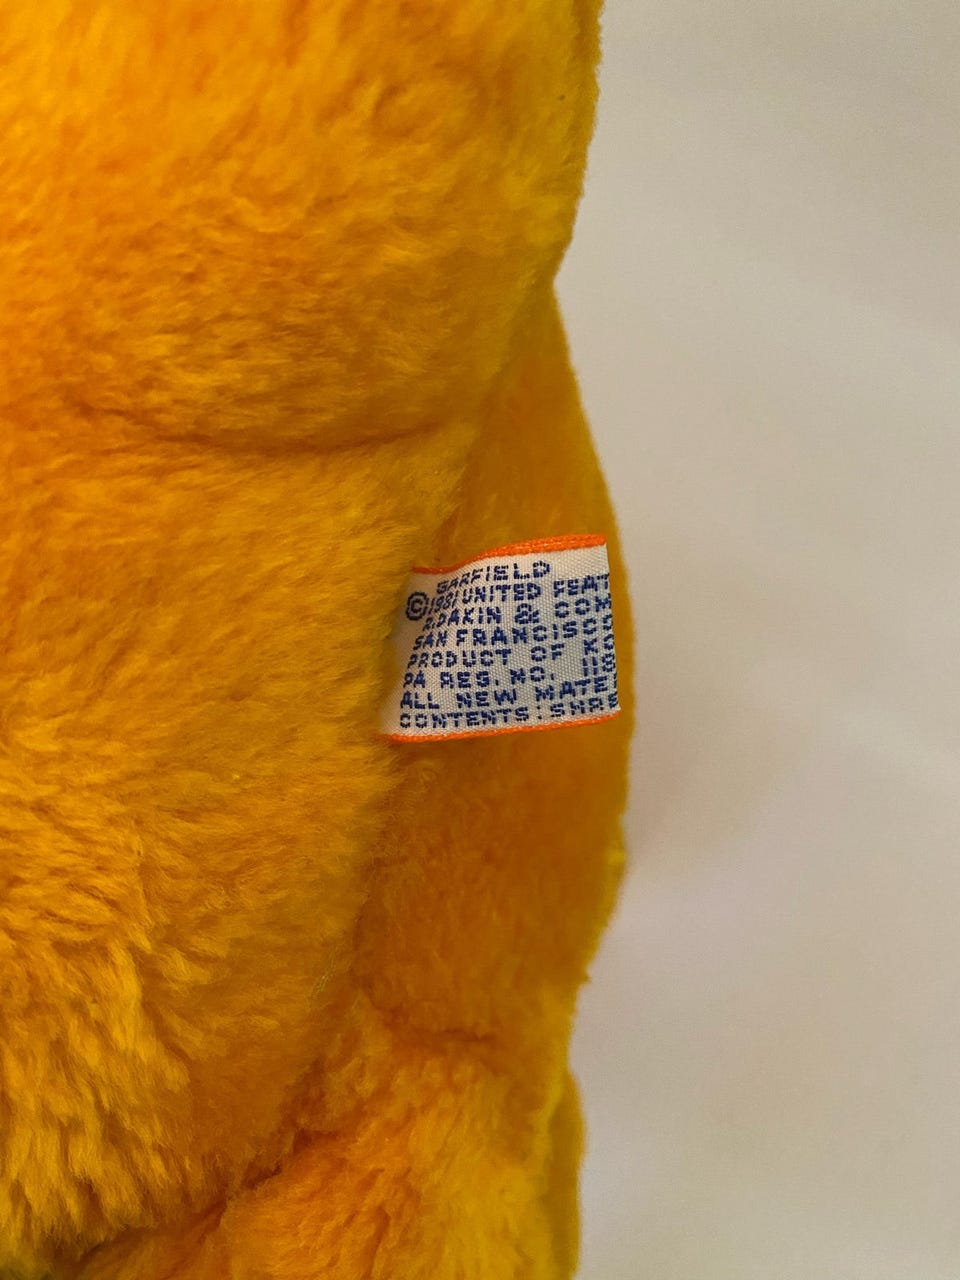 GARFIELD
© 1981 UNITED FEAT
R.DAKIN & COM
SAN FRANCISCO
PRODUCT OF KO
PA REG. NO. 118
ALL NEW MATE
CONTENTS: SHRE